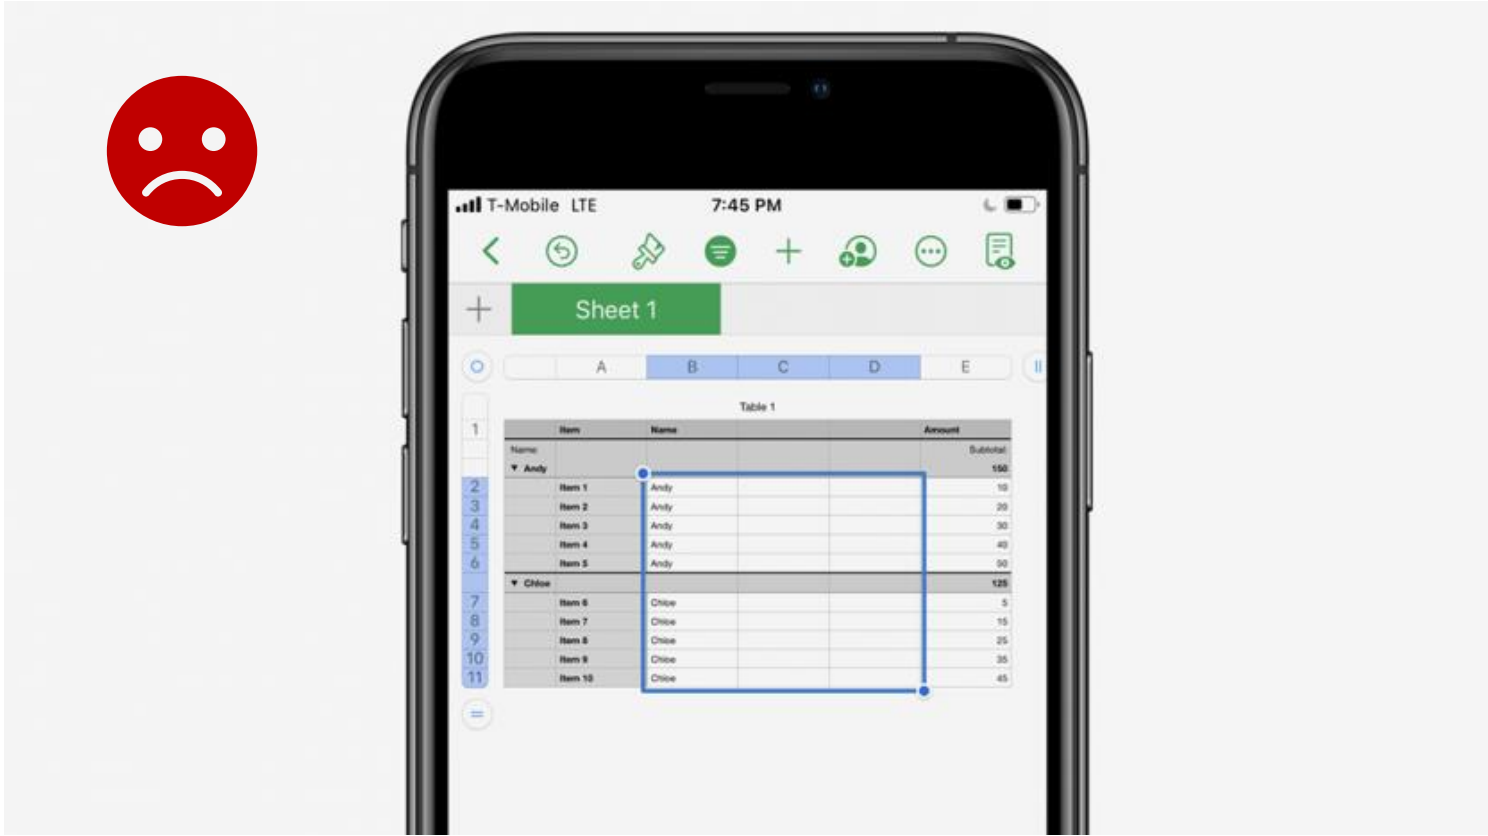 T-Mobile LTE 7:45 PM
Sheet 1
A B C D E
Table 1
1 Item Name Amount
Name: Subtotal:
▼ Andy 150
2 Item 1 Andy 10
3 Item 2 Andy 20
4 Item 3 Andy 30
5 Item 4 Andy 40
6 Item 5 Andy 50
▼ Chloe 125
7 Item 6 Chloe 5
8 Item 7 Chloe 15
9 Item 8 Chloe 25
10 Item 9 Chloe 35
11 Item 10 Chloe 45